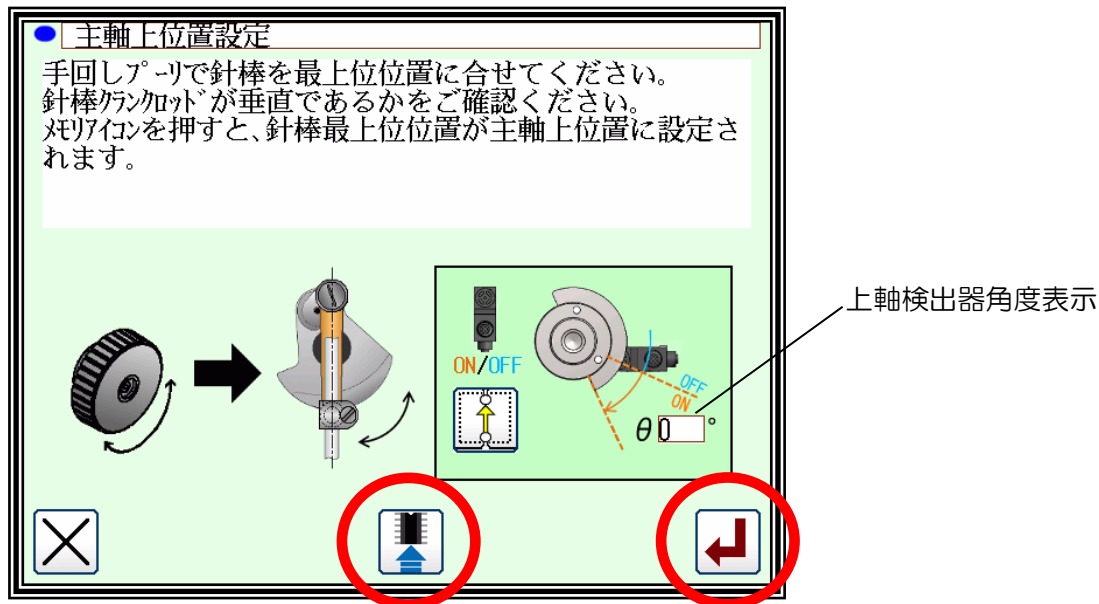 主軸上位置設定
手回しﾌﾟｰﾘで針棒を最上位位置に合せてください。
針棒ｸﾗﾝｸﾛｯﾄﾞが垂直であるかをご確認ください。
ﾒﾓﾘｱｲｺﾝを押すと、針棒最上位位置が主軸上位置に設定さ
れます。
上軸検出器角度表示
ON/OFF
OFF
ON
θ 0 °